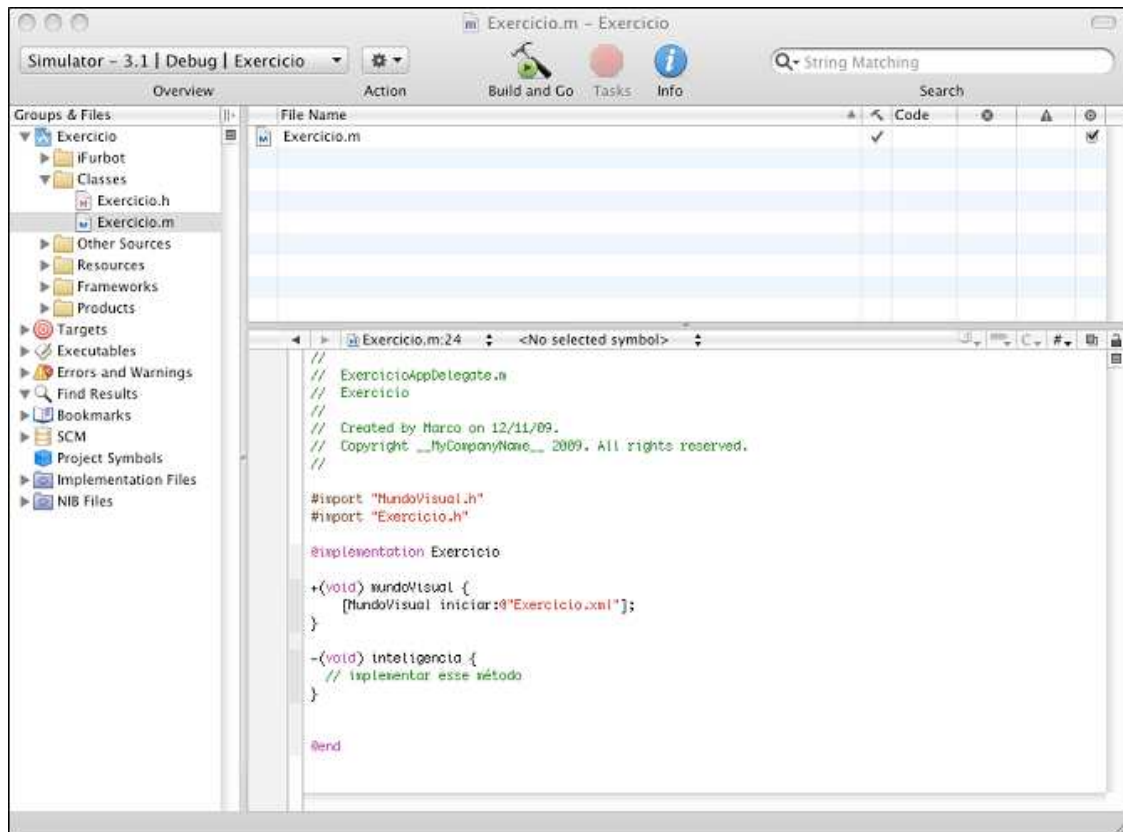 Exercicio.m – Exercicio
Simulator – 3.1 | Debug | Exercicio
String Matching
Overview
Action
Build and Go
Tasks
Info
Search
Groups & Files
Exercicio
iFurbot
Classes
Exercicio.h
Exercicio.m
Other Sources
Resources
Frameworks
Products
Targets
Executables
Errors and Warnings
Find Results
Bookmarks
SCM
Project Symbols
Implementation Files
NIB Files
File Name
Code
Exercicio.m
Exercicio.m:24
<No selected symbol>
//
// ExercicioAppDelegate.m
// Exercicio
//
// Created by Marco on 12/11/09.
// Copyright __MyCompanyName__ 2009. All rights reserved.
//
#import "MundoVisual.h"
#import "Exercicio.h"
@implementation Exercicio
+(void) mundoVisual {
[MundoVisual iniciar:@"Exercicio.xml"];
}
-(void) inteligencia {
// implementar esse método
}
@end